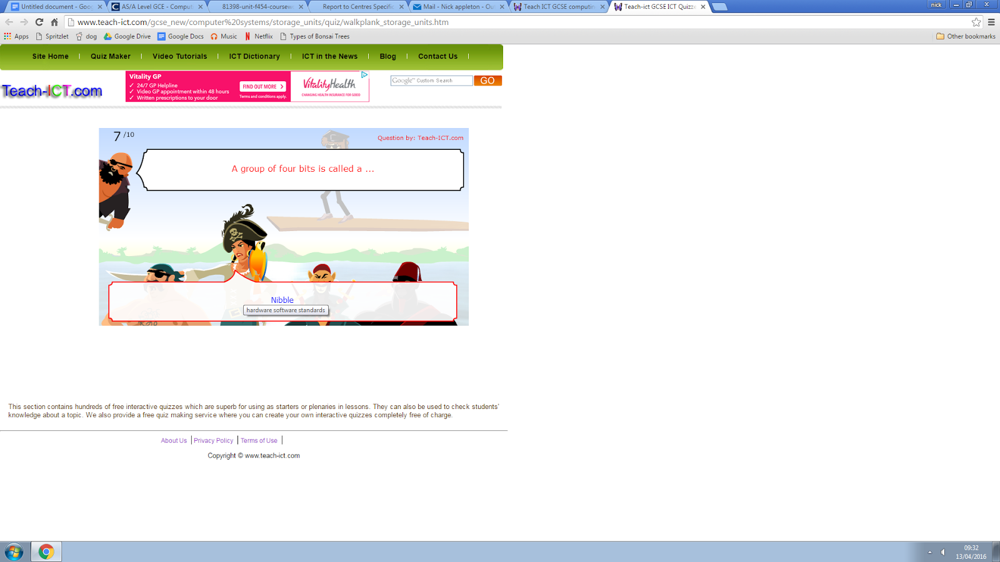 Untitled document - Goo
AS/A Level GCE - Comput
81398-unit-f454-coursew
Report to Centres Specific
Mail - Nick appleton - Ou
Teach ICT GCSE computin
Teach-ict GCSE ICT Quizze
nick
www.teach-ict.com/gcse_new/computer%20systems/storage_units/quiz/walkplank_storage_units.htm
Apps
Spritzlet
dog
Google Drive
Google Docs
Music
Netflix
Types of Bonsai Trees
Other bookmarks
Site Home
Quiz Maker
Video Tutorials
ICT Dictionary
ICT in the News
Blog
Contact Us
Teach-ICT.com
Vitality GP
✓ 24/7 GP Helpline
✓ Video GP appointment within 48 hours
✓ Written prescriptions to your door
FIND OUT MORE >
Terms and conditions apply.
VitalityHealth
CHANGING HEALTH INSURANCE FOR GOOD
Google™ Custom Search
GO
7 /10
Question by: Teach-ICT.com
A group of four bits is called a ...
Nibble
hardware software standards
This section contains hundreds of free interactive quizzes which are superb for using as starters or plenaries in lessons. They can also be used to check students'
knowledge about a topic. We also provide a free quiz making service where you can create your own interactive quizzes completely free of charge.
About Us | Privacy Policy | Terms of Use |
Copyright © www.teach-ict.com
09:32
13/04/2016